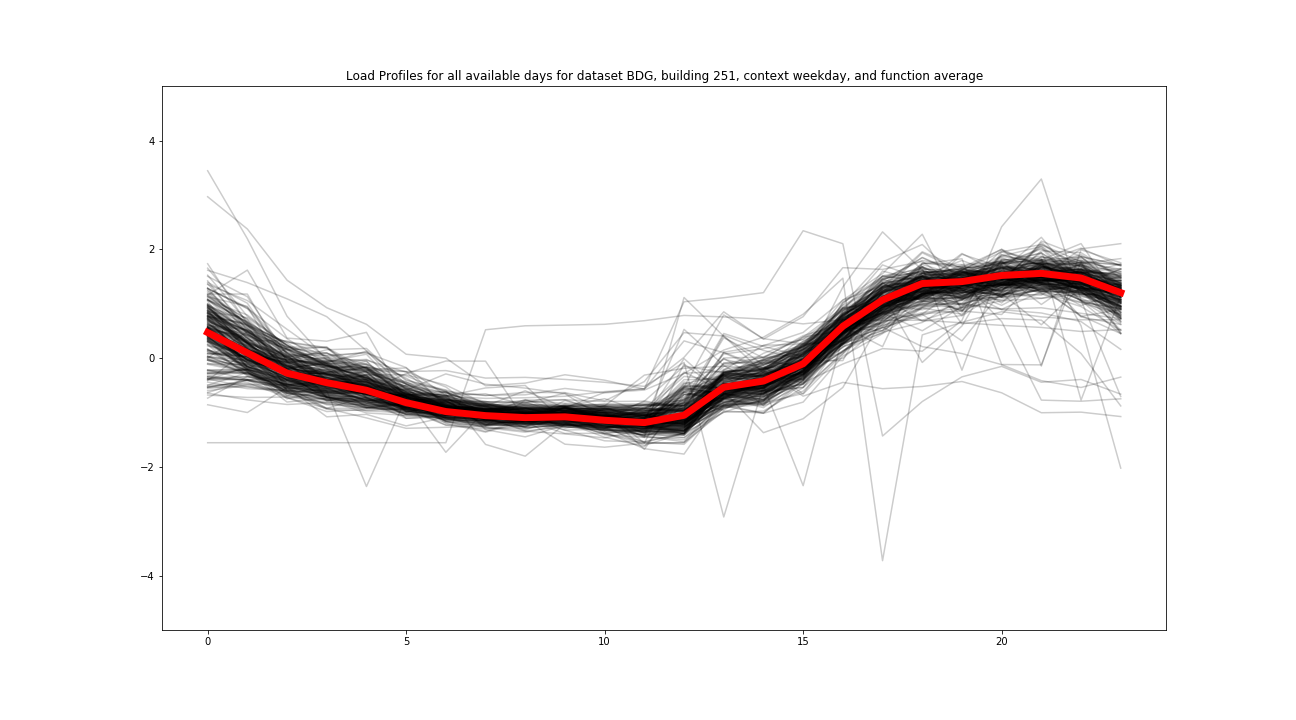 Load Profiles for all available days for dataset BDG, building 251, context weekday, and function average
4
2
0
−2
−4
0 5 10 15 20